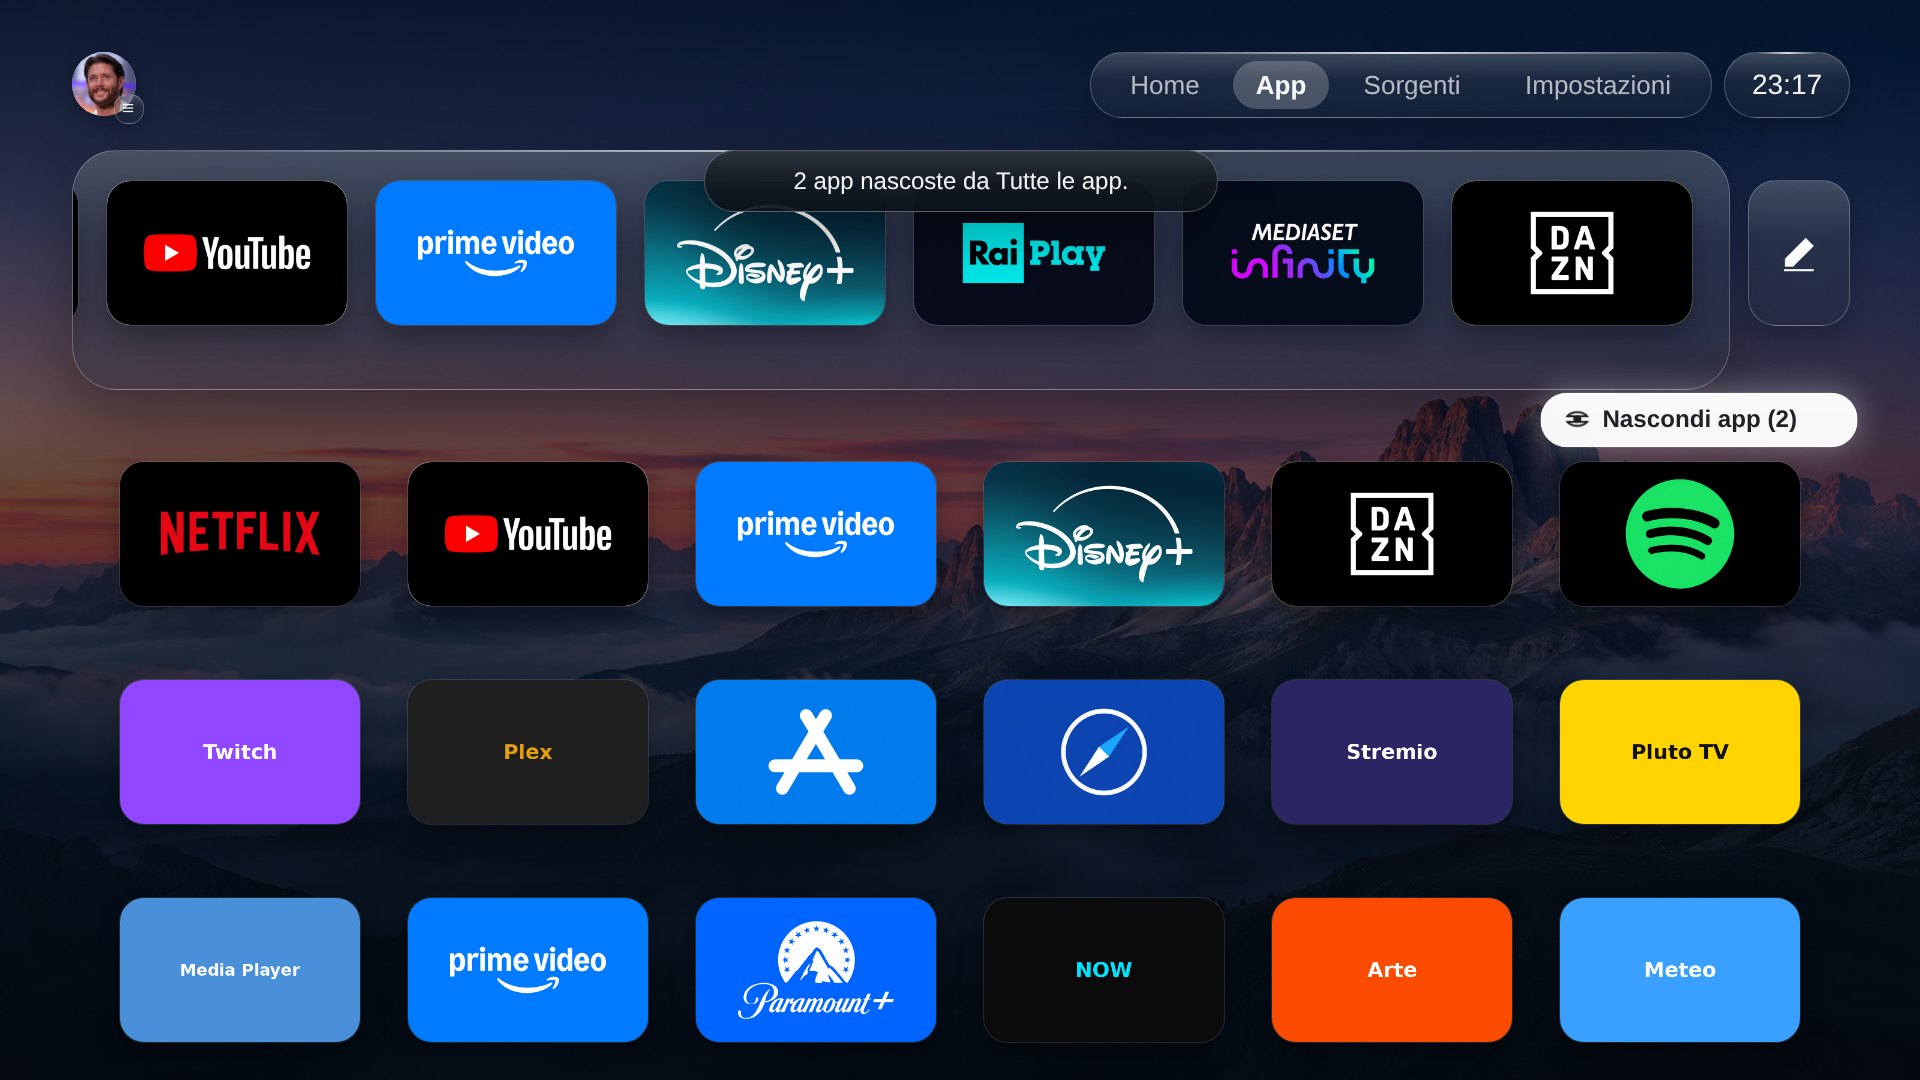 Home
App
Sorgenti
Impostazioni
23:17
2 app nascoste da Tutte le app.
YouTube
prime video
Disney+
Rai Play
MEDIASET
infinity
DA
ZN
Nascondi app (2)
NETFLIX
YouTube
prime video
Disney+
DA
ZN
Twitch
Plex
Stremio
Pluto TV
Media Player
prime video
Paramount+
NOW
Arte
Meteo